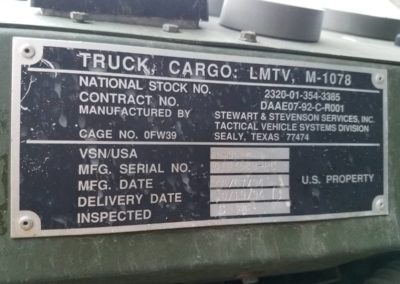 TRUCK, CARGO: LMTV, M-1078
NATIONAL STOCK NO. 2320-01-354-3385
CONTRACT NO. DAAE07-92-C-R001
MANUFACTURED BY STEWART & STEVENSON SERVICES, INC.
TACTICAL VEHICLE SYSTEMS DIVISION
CAGE NO. 0FW39 SEALY, TEXAS 77474
VSN/USA
MFG. SERIAL NO.
MFG. DATE
U.S. PROPERTY
DELIVERY DATE
INSPECTED